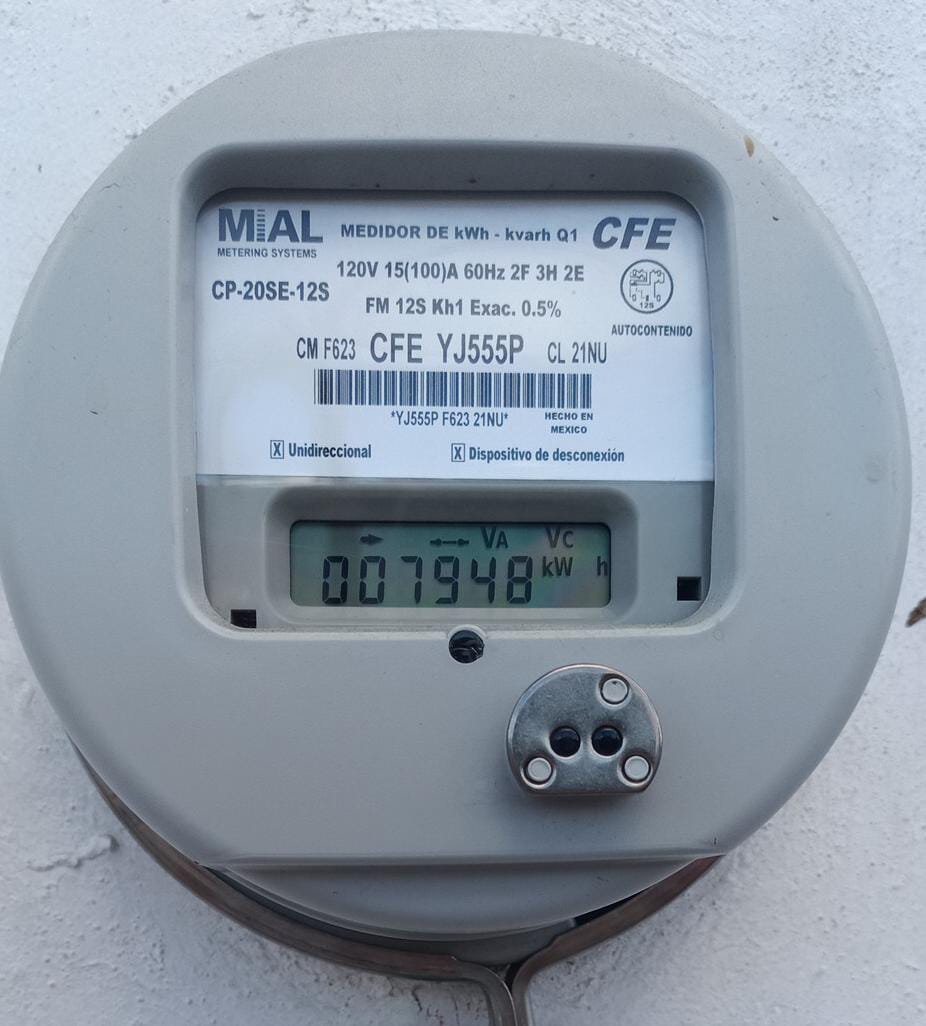 MIAL
METERING SYSTEMS
MEDIDOR DE kWh - kvarh Q1
CFE
120V 15(100)A 60Hz 2F 3H 2E
CP-20SE-12S
FM 12S Kh1 Exac. 0.5%
12S
AUTOCONTENIDO
CM F623 CFE YJ555P CL 21NU
*YJ555P F623 21NU*
HECHO EN
MEXICO
X Unidireccional
X Dispositivo de desconexión
VA VC
007948 kW h